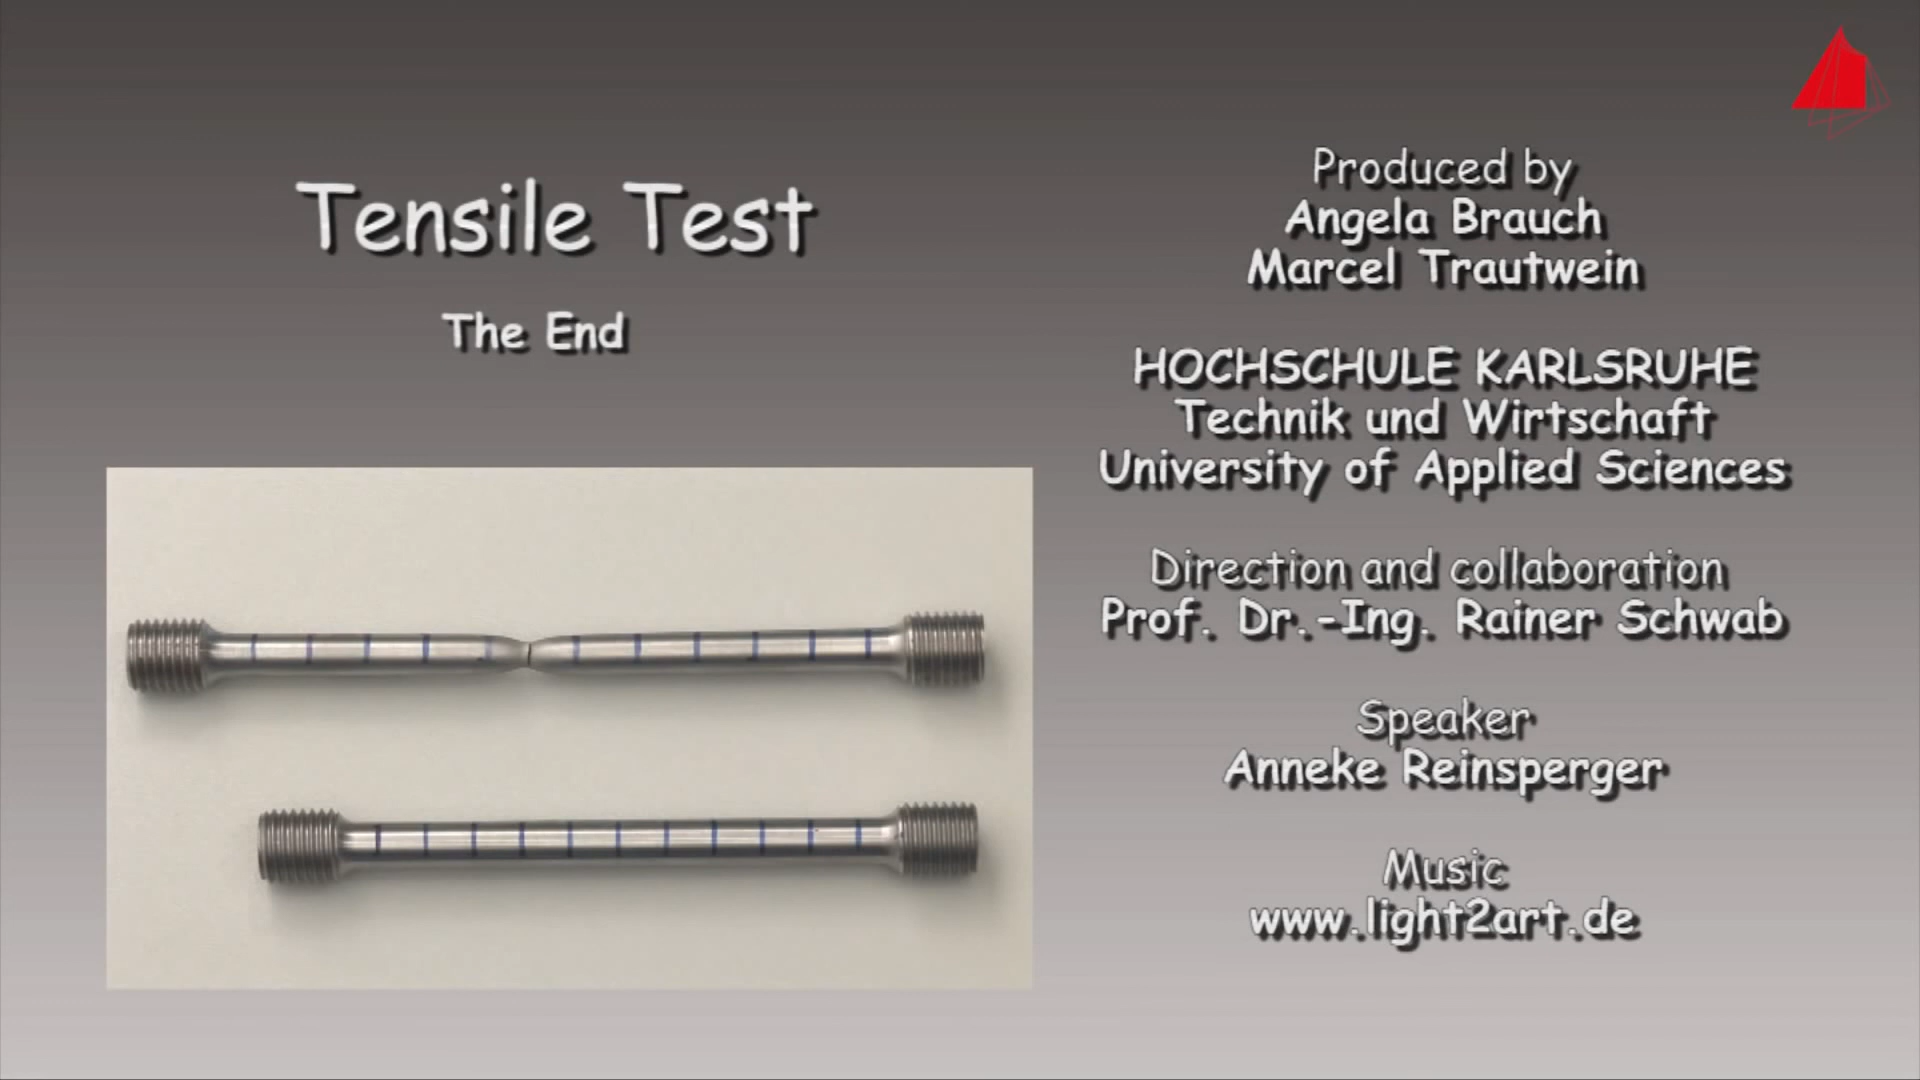 Tensile Test
The End
Produced by
Angela Brauch
Marcel Trautwein
HOCHSCHULE KARLSRUHE
Technik und Wirtschaft
University of Applied Sciences
Direction and collaboration
Prof. Dr.-Ing. Rainer Schwab
Speaker
Anneke Reinsperger
Music
www.light2art.de